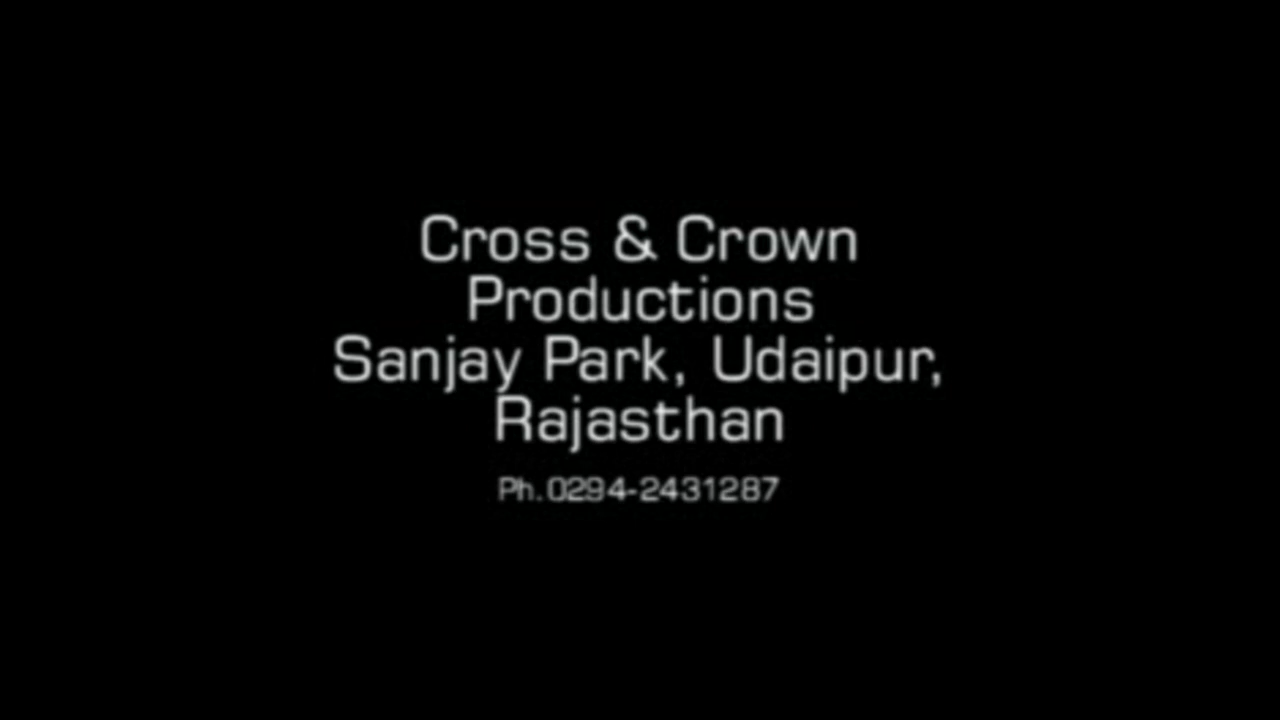 Cross & Crown
Productions
Sanjay Park, Udaipur,
Rajasthan
Ph.0294-2431287